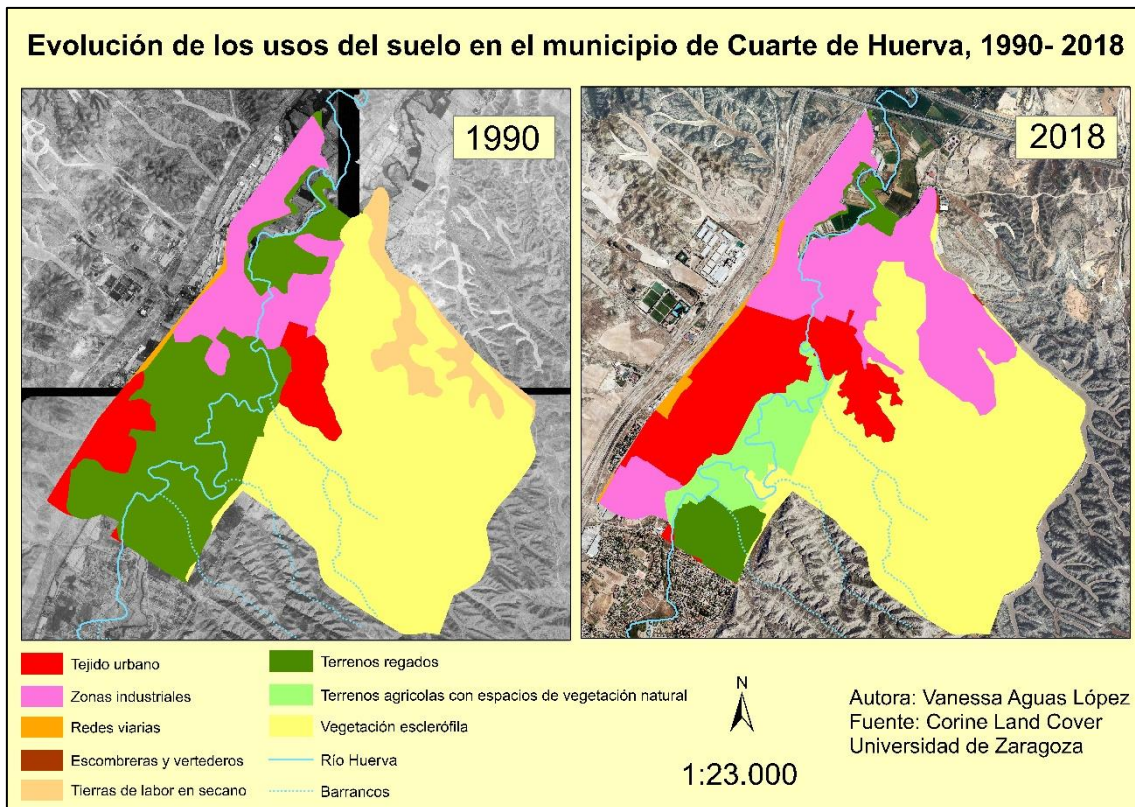 Evolución de los usos del suelo en el municipio de Cuarte de Huerva, 1990- 2018
1990
2018
Tejido urbano
Zonas industriales
Redes viarias
Escombreras y vertederos
Tierras de labor en secano
Terrenos regados
Terrenos agricolas con espacios de vegetación natural
Vegetación esclerófila
Río Huerva
Barrancos
N
1:23.000
Autora: Vanessa Aguas López
Fuente: Corine Land Cover
Universidad de Zaragoza